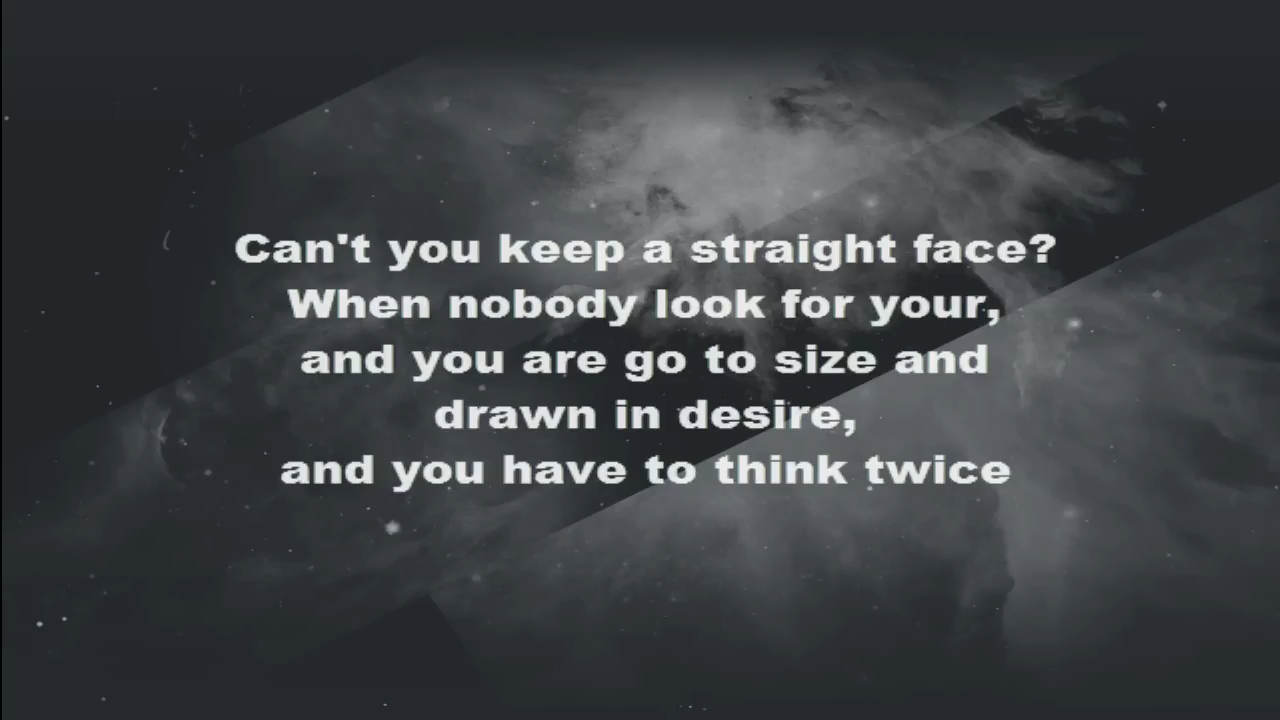 Can't you keep a straight face?
When nobody look for your,
and you are go to size and
drawn in desire,
and you have to think twice